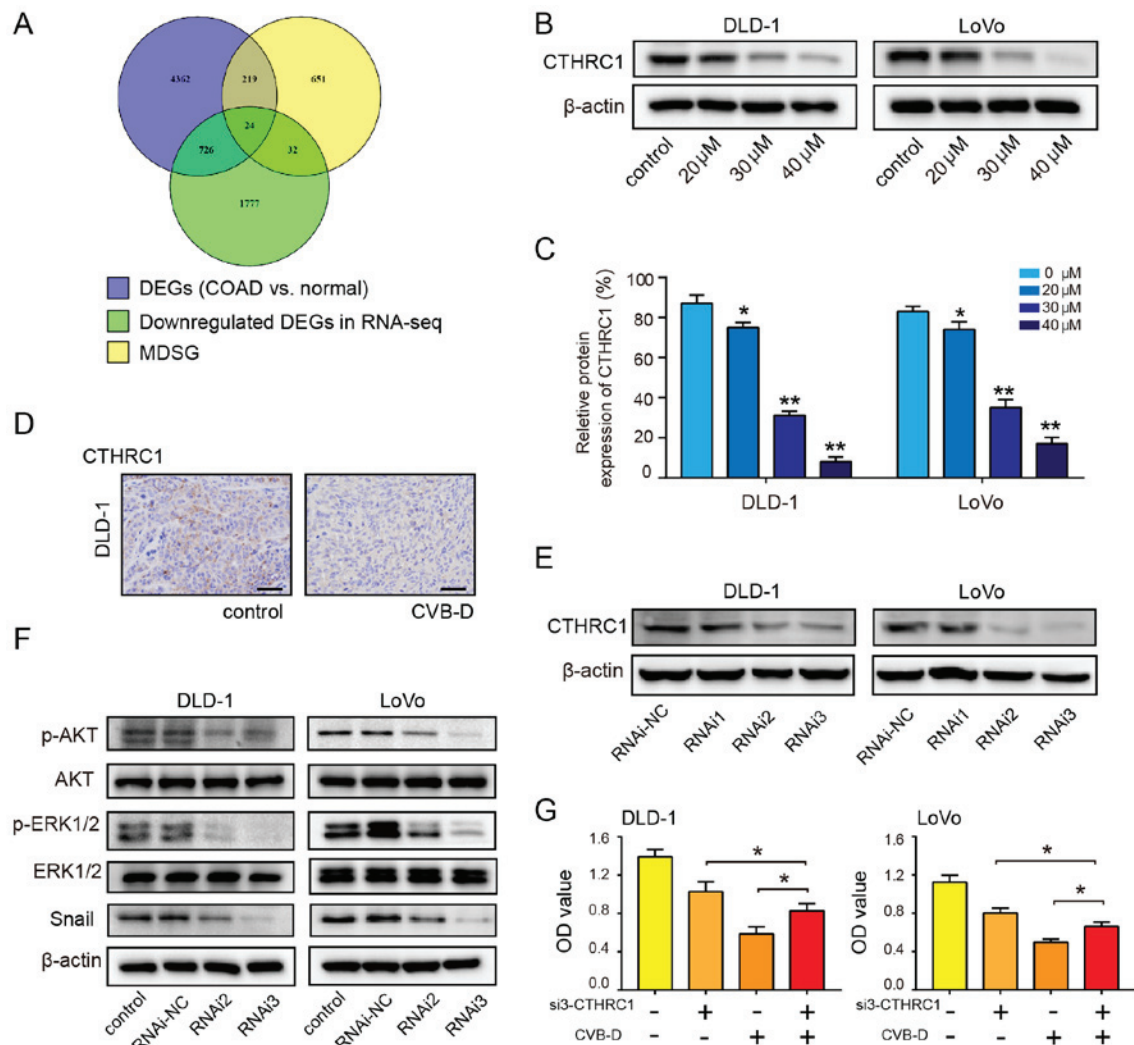 A
4362
219
651
24
726
32
1777
DEGs (COAD vs. normal)
Downregulated DEGs in RNA-seq
MDSG
B
DLD-1 LoVo
CTHRC1
β-actin
control 20 μM 30 μM 40 μM control 20 μM 30 μM 40 μM
C
Reletive protein
expression of CTHRC1 (%)
100
80
60
40
20
0
0 μM
20 μM
30 μM
40 μM
* ** ** * ** **
DLD-1 LoVo
D
CTHRC1
DLD-1
control CVB-D
E
DLD-1 LoVo
CTHRC1
β-actin
RNAi-NC RNAi1 RNAi2 RNAi3 RNAi-NC RNAi1 RNAi2 RNAi3
F
DLD-1 LoVo
p-AKT
AKT
p-ERK1/2
ERK1/2
Snail
β-actin
control RNAi-NC RNAi2 RNAi3 control RNAi-NC RNAi2 RNAi3
G
DLD-1 LoVo
OD value
1.6
1.2
0.8
0.4
0.0
* *
OD value
1.6
1.2
0.8
0.4
0.0
* *
si3-CTHRC1 - + - + si3-CTHRC1 - + - +
CVB-D - - + + CVB-D - - + +